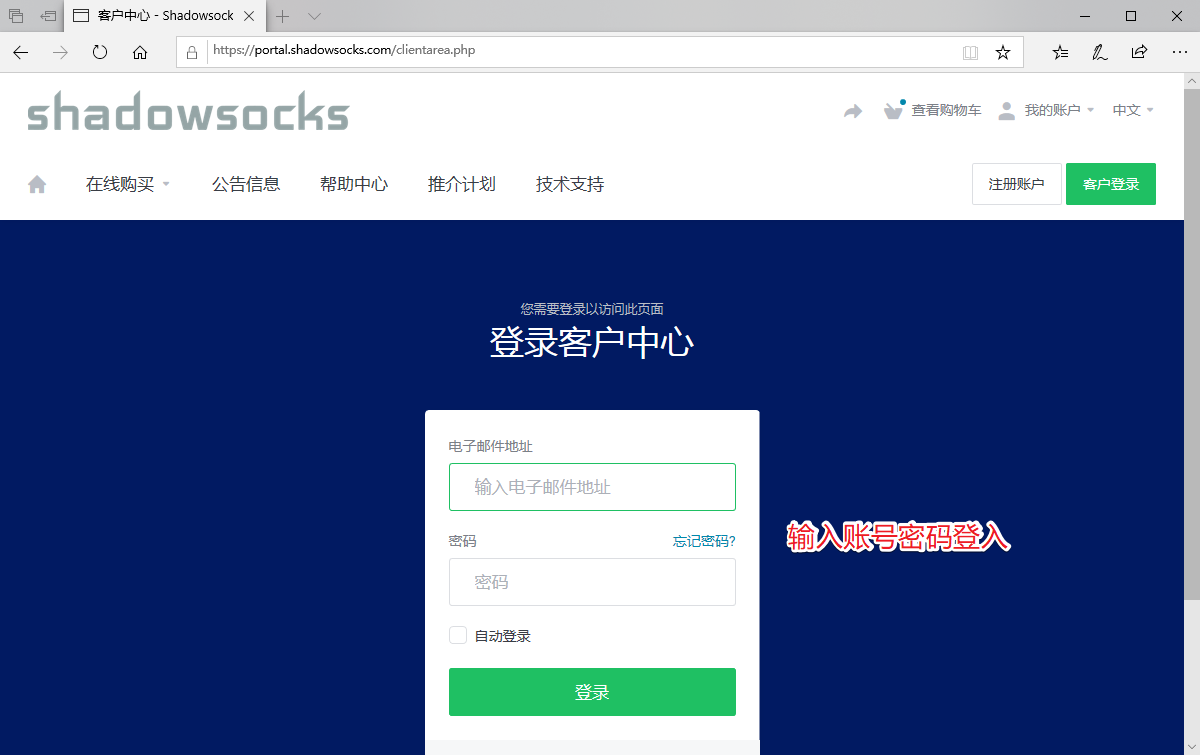 客户中心 - Shadowsock
https://portal.shadowsocks.com/clientarea.php
shadowsocks
查看购物车 我的账户 中文
在线购买 公告信息 帮助中心 推介计划 技术支持 注册账户 客户登录
您需要登录以访问此页面
登录客户中心
电子邮件地址
输入电子邮件地址
密码 忘记密码?
密码
输入账号密码登入
自动登录
登录